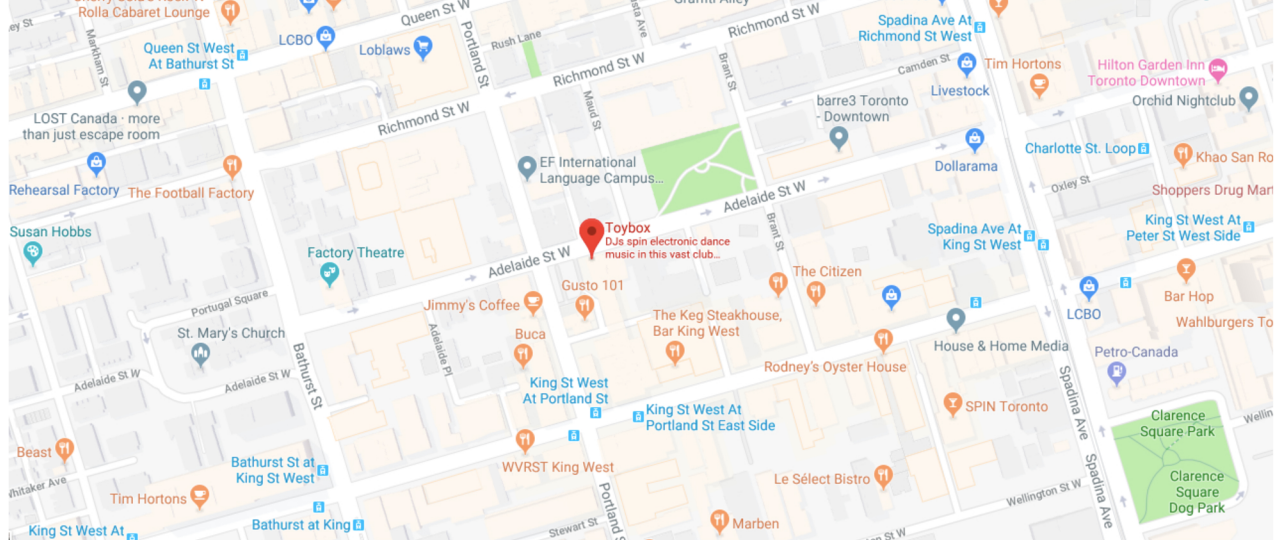 Rolla Cabaret Lounge
Queen St W
Portland St
Rush Lane
Richmond St W
Spadina Ave At
Richmond St West
Markham St
Queen St West
At Bathurst St
LCBO
Loblaws
Richmond St W
Brant St
Camden St
Tim Hortons
Hilton Garden Inn
Toronto Downtown
Livestock
Orchid Nightclub
LOST Canada · more
than just escape room
Richmond St W
Maud St
barre3 Toronto
- Downtown
Rehearsal Factory
The Football Factory
EF International
Language Campus...
Dollarama
Charlotte St. Loop
Khao San Ro
Oxley St
Shoppers Drug Mart
Adelaide St W
Susan Hobbs
Factory Theatre
Adelaide St W
Toybox
DJs spin electronic dance
music in this vast club...
Brant St
Spadina Ave At
King St West
King St West At
Peter St West Side
Portugal Square
Jimmy's Coffee
Gusto 101
The Citizen
Bar Hop
LCBO
St. Mary's Church
Adelaide Pl
Buca
The Keg Steakhouse,
Bar King West
House & Home Media
Wahlburgers To
Petro-Canada
Rodney's Oyster House
Adelaide St W
Adelaide St W
Bathurst St
King St West
At Portland St
King St West At
Portland St East Side
SPIN Toronto
Spadina Ave
Clarence
Square Park
Beast
Bathurst St at
King St West
WVRST King West
Le Sélect Bistro
Clarence
Square
Dog Park
Whitaker Ave
Tim Hortons
Bathurst at King
Portland S
Wellington St W
Spadina Ave
King St West At
Stewart St
Marben
on St W